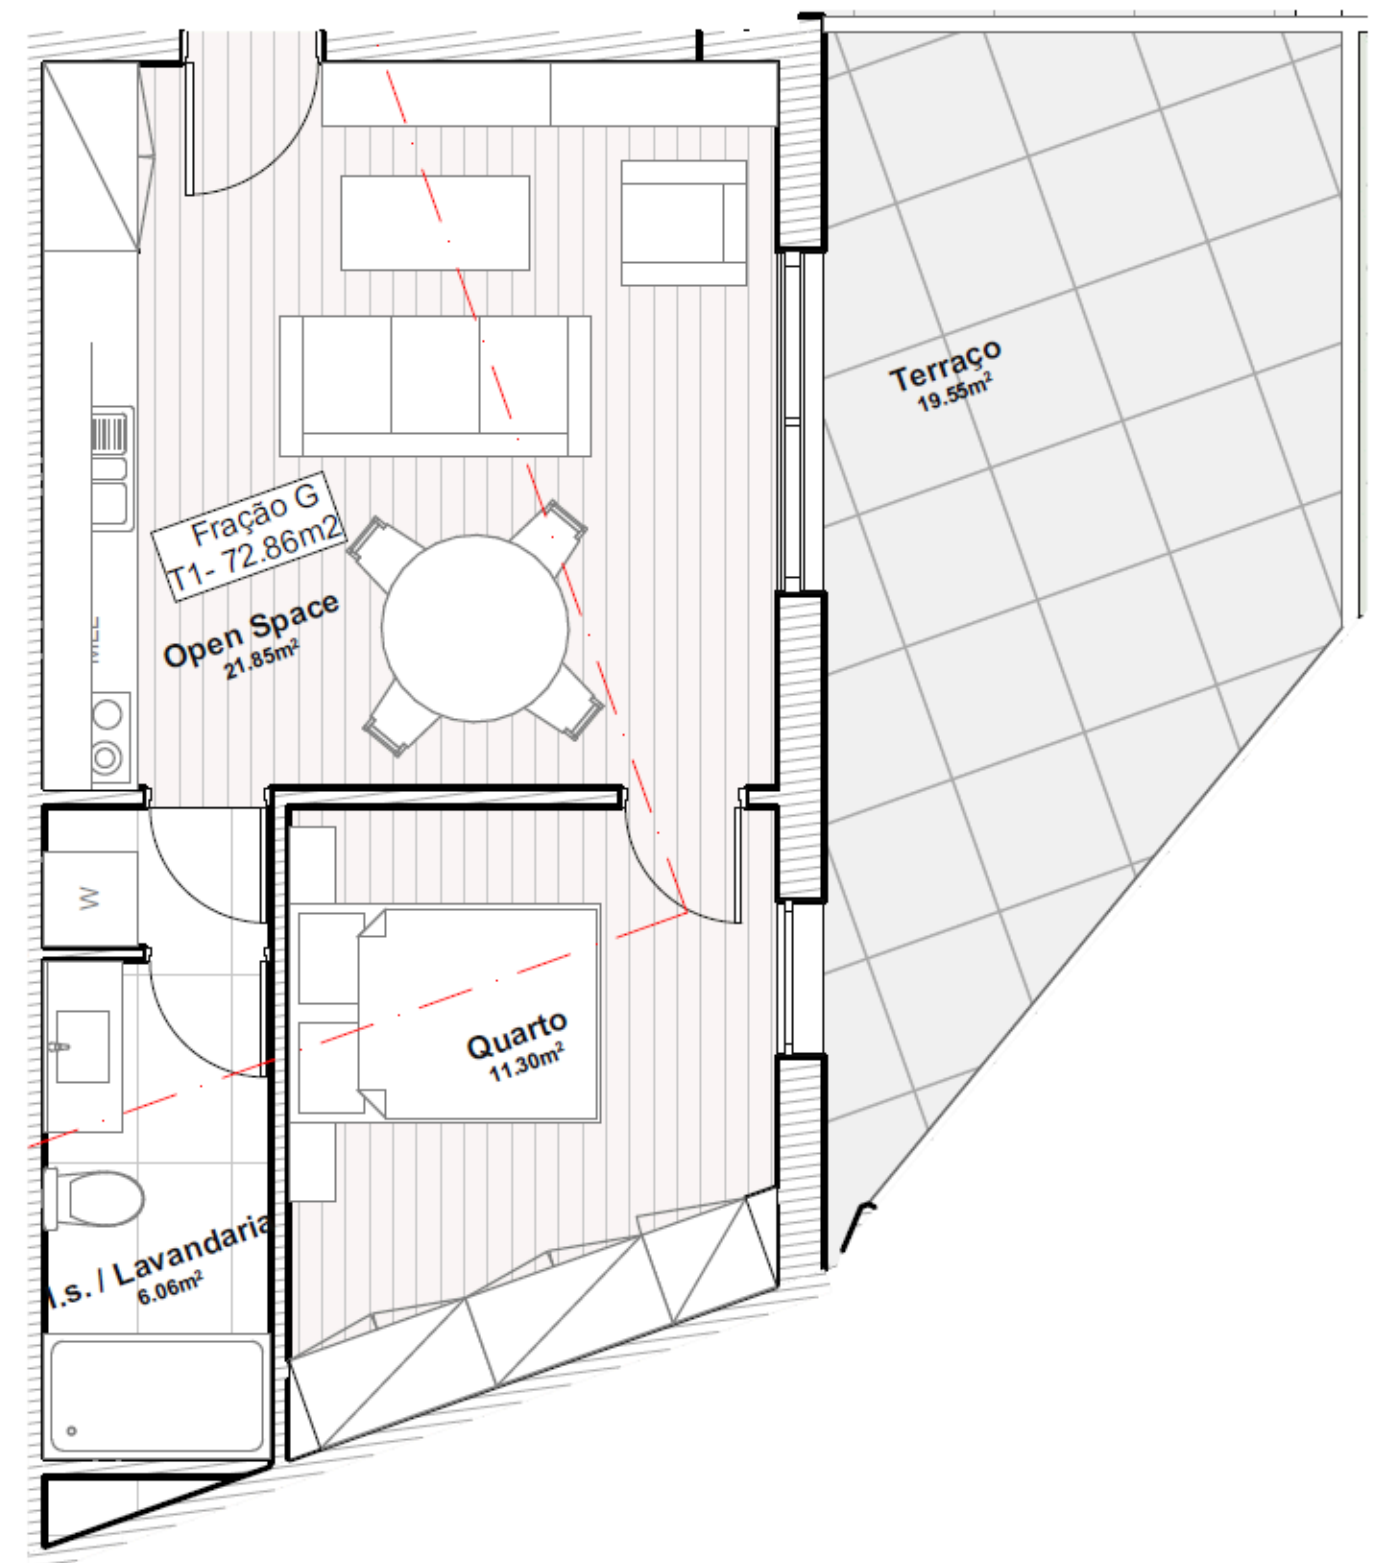 Terraço
19.55m²
Fração G
T1- 72.86m2
Open Space
21.85m²
W
Quarto
11.30m²
I.s. / Lavandaria
6.06m²